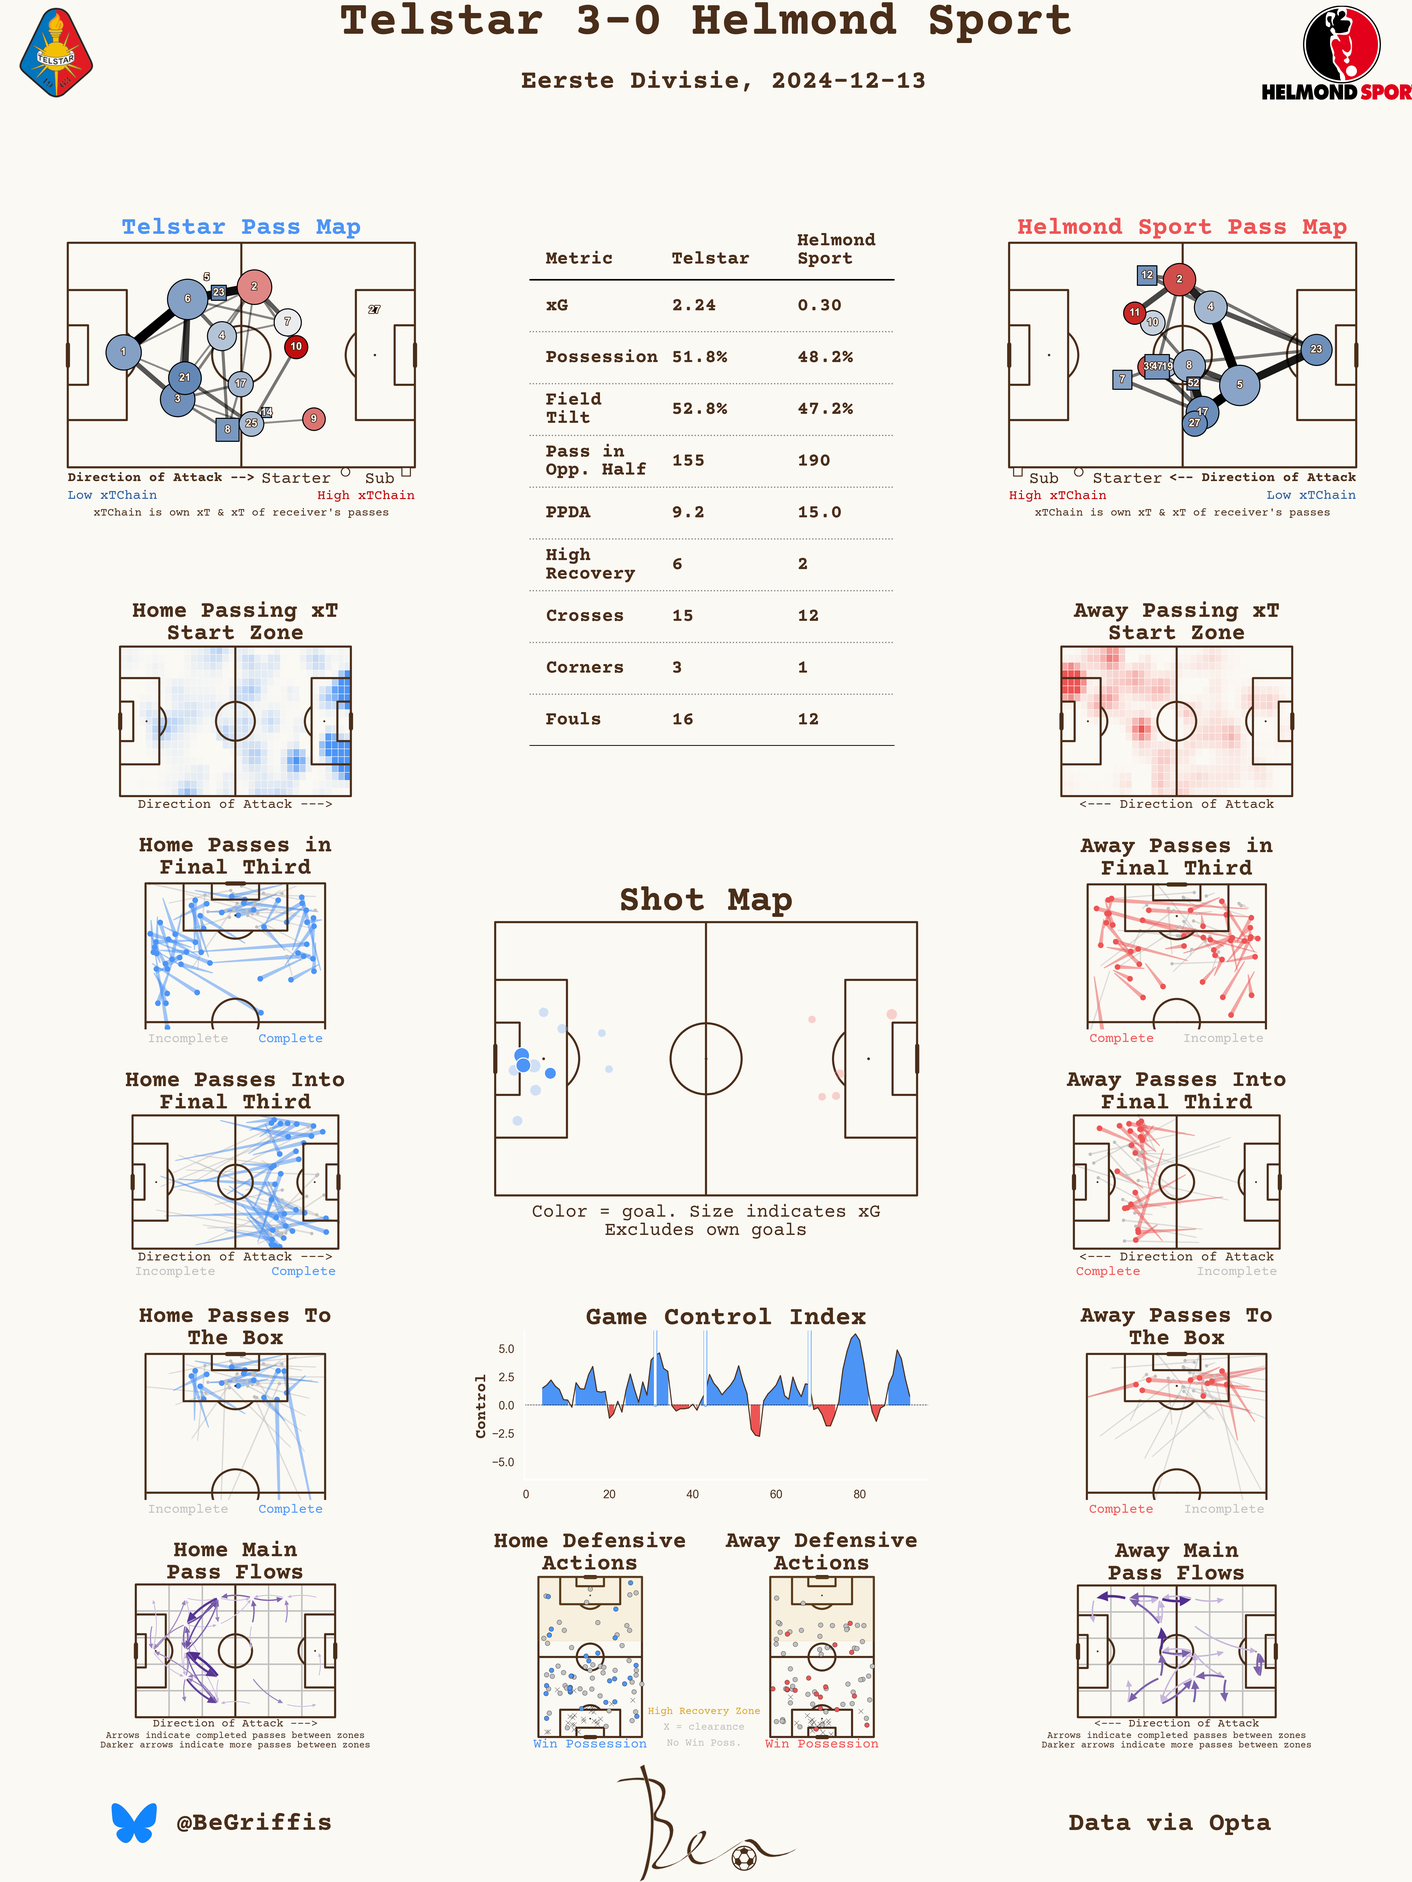 Telstar 3-0 Helmond Sport
Eerste Divisie, 2024-12-13
TELSTAR
HELMOND SPOR
Telstar Pass Map
5
6
23
2
27
7
4
10
1
21
17
3
14
9
8
25
Direction of Attack --> Starter Sub
Low xTChain High xTChain
xTChain is own xT & xT of receiver's passes
Metric Telstar Helmond Sport
xG 2.24 0.30
Possession 51.8% 48.2%
Field Tilt 52.8% 47.2%
Pass in Opp. Half 155 190
PPDA 9.2 15.0
High Recovery 6 2
Crosses 15 12
Corners 3 1
Fouls 16 12
Helmond Sport Pass Map
12
2
4
11
10
23
8
47
19
7
52
5
17
27
Sub Starter <-- Direction of Attack
High xTChain Low xTChain
xTChain is own xT & xT of receiver's passes
Home Passing xT
Start Zone
Direction of Attack --->
Away Passing xT
Start Zone
<--- Direction of Attack
Home Passes in
Final Third
Incomplete Complete
Away Passes in
Final Third
Complete Incomplete
Shot Map
Color = goal. Size indicates xG
Excludes own goals
Home Passes Into
Final Third
Direction of Attack --->
Incomplete Complete
Away Passes Into
Final Third
<--- Direction of Attack
Complete Incomplete
Home Passes To
The Box
Incomplete Complete
Game Control Index
Control
5.0
2.5
0.0
−2.5
−5.0
0 20 40 60 80
Away Passes To
The Box
Complete Incomplete
Home Main
Pass Flows
Direction of Attack --->
Arrows indicate completed passes between zones
Darker arrows indicate more passes between zones
Home Defensive
Actions
Win Possession
High Recovery Zone
X = clearance
No Win Poss.
Away Defensive
Actions
Win Possession
Away Main
Pass Flows
<--- Direction of Attack
Arrows indicate completed passes between zones
Darker arrows indicate more passes between zones
@BeGriffis
Ben
Data via Opta